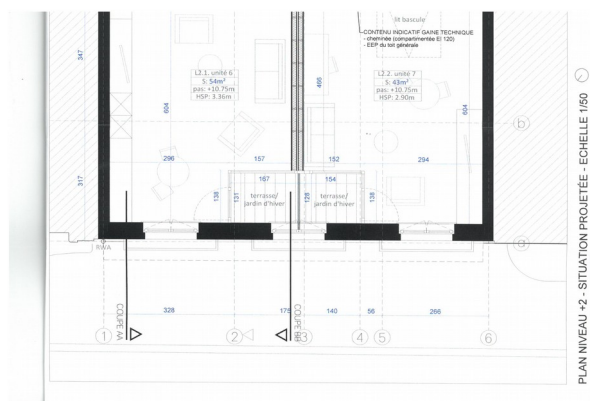 lit bascule
CONTENU INDICATIF GAINE TECHNIQUE
- cheminée (compartimentée EI 120)
- EEP du toit générale
347
L2.1. unité 6
S: 54m²
pas: +10.75m
HSP: 3.36m
466
L2.2. unité 7
S: 43m²
pas: +10.75m
HSP: 2.90m
604
604
b
296
157
152
294
317
167
154
138
131
terrasse/
jardin d'hiver
128
terrasse/
jardin d'hiver
138
RWA
a
COUPE AA
328
175
COUPE BB
140
56
266
1
2
3
4
5
6
PLAN NIVEAU +2 - SITUATION PROJETÉE - ECHELLE 1/50